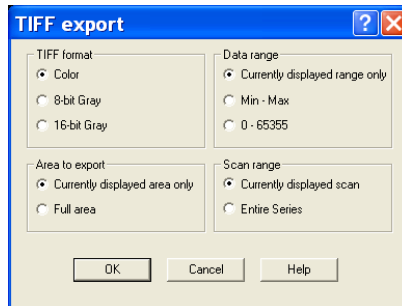 TIFF export
TIFF format
Color
8-bit Gray
16-bit Gray
Data range
Currently displayed range only
Min - Max
0 - 65355
Area to export
Currently displayed area only
Full area
Scan range
Currently displayed scan
Entire Series
OK
Cancel
Help